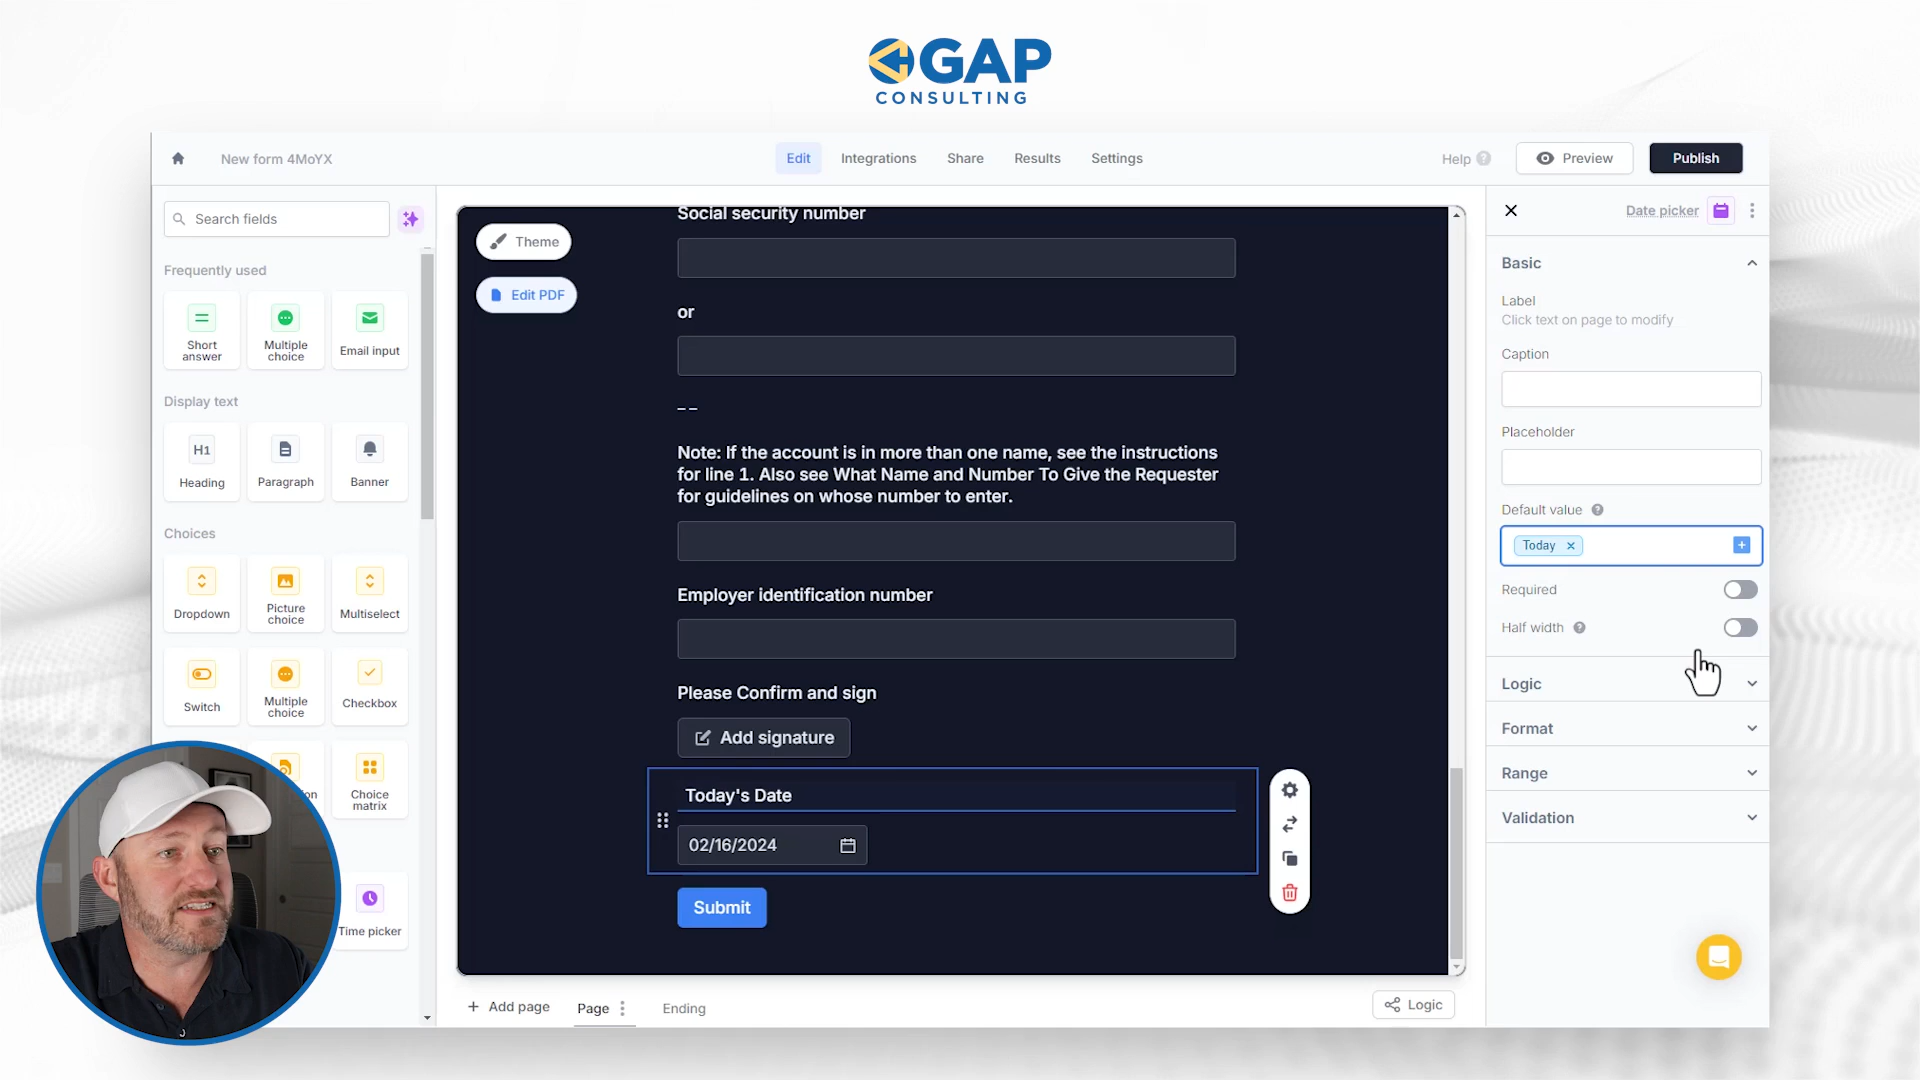 GAP
CONSULTING
New form 4MoYX
Edit
Integrations
Share
Results
Settings
Help
Preview
Publish
Search fields
Frequently used
Short answer
Multiple choice
Email input
Display text
H1
Heading
Paragraph
Banner
Choices
Dropdown
Picture choice
Multiselect
Switch
Multiple choice
Checkbox
Choice matrix
Time picker
Theme
Edit PDF
Social security number
or
– –
Note: If the account is in more than one name, see the instructions
for line 1. Also see What Name and Number To Give the Requester
for guidelines on whose number to enter.
Employer identification number
Please Confirm and sign
Add signature
Today's Date
02/16/2024
Submit
+ Add page
Page
Ending
Logic
Date picker
Basic
Label
Click text on page to modify
Caption
Placeholder
Default value
Today ×
Required
Half width
Logic
Format
Range
Validation